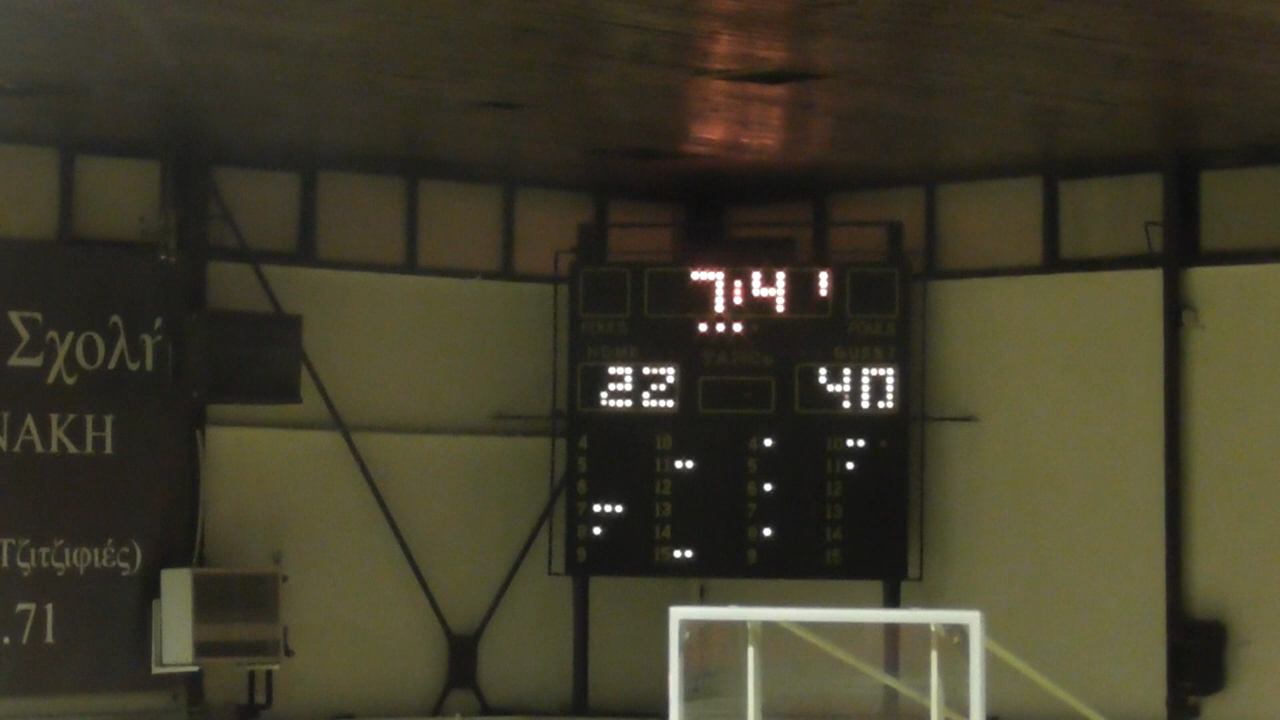 Σχολή
ΝΑΚΗ
Τζιτζιφιές)
.71
7:4 '
FOULS FOULS
HOME GUEST
22 40
4 10 4 10
5 11 5 11
6 12 6 12
7 13 7 13
8 14 8 14
9 15 9 15